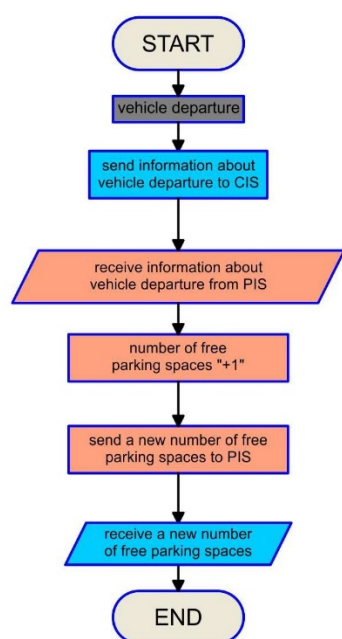 START
vehicle departure
send information about
vehicle departure to CIS
receive information about
vehicle departure from PIS
number of free
parking spaces "+1"
send a new number of free
parking spaces to PIS
receive a new number
of free parking spaces
END